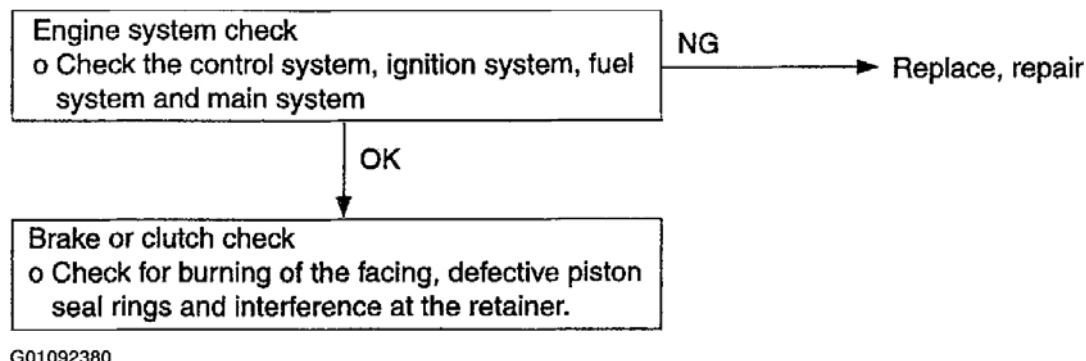 Engine system check
o Check the control system, ignition system, fuel
system and main system
NG
Replace, repair
OK
Brake or clutch check
o Check for burning of the facing, defective piston
seal rings and interference at the retainer.
G01092380